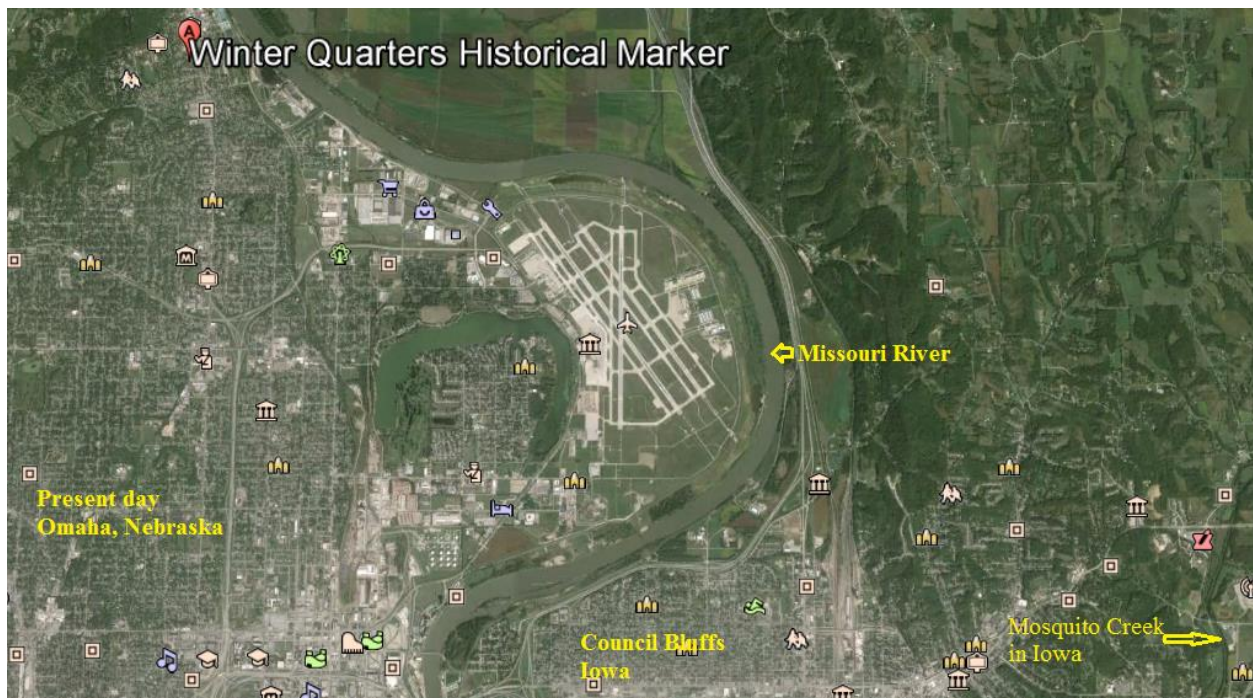 A
Winter Quarters Historical Marker
Missouri River
Present day
Omaha, Nebraska
Council Bluffs
Iowa
Mosquito Creek
in Iowa